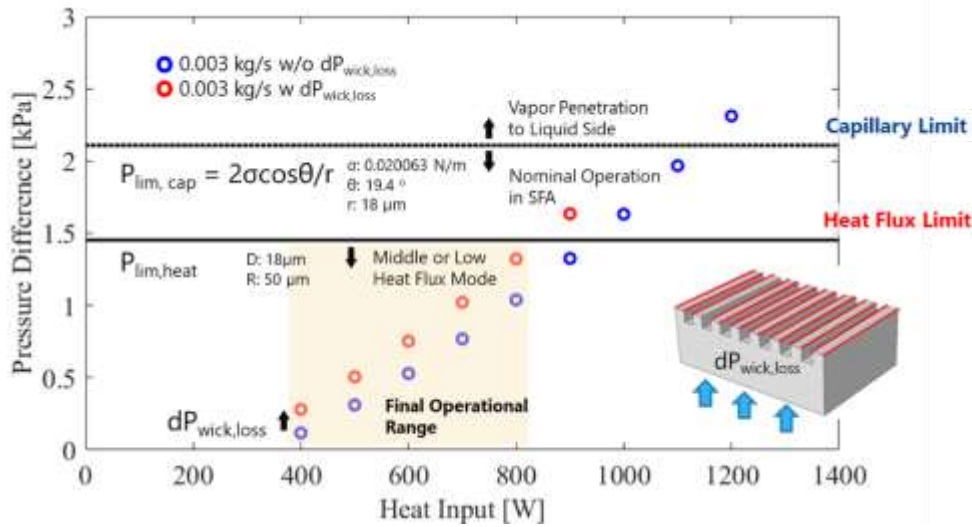 3
2.5
2
1.5
1
0.5
0
Pressure Difference [kPa]
0.003 kg/s w/o dPwick,loss
0.003 kg/s w dPwick,loss
Vapor Penetration
to Liquid Side
Capillary Limit
Plim, cap = 2σcosθ/r
σ: 0.020063 N/m
θ: 19.4 °
r: 18 μm
Nominal Operation
in SFA
Heat Flux Limit
Plim,heat
D: 18μm
R: 50 μm
Middle or Low
Heat Flux Mode
dPwick,loss
dPwick,loss
Final Operational
Range
0 200 400 600 800 1000 1200 1400
Heat Input [W]